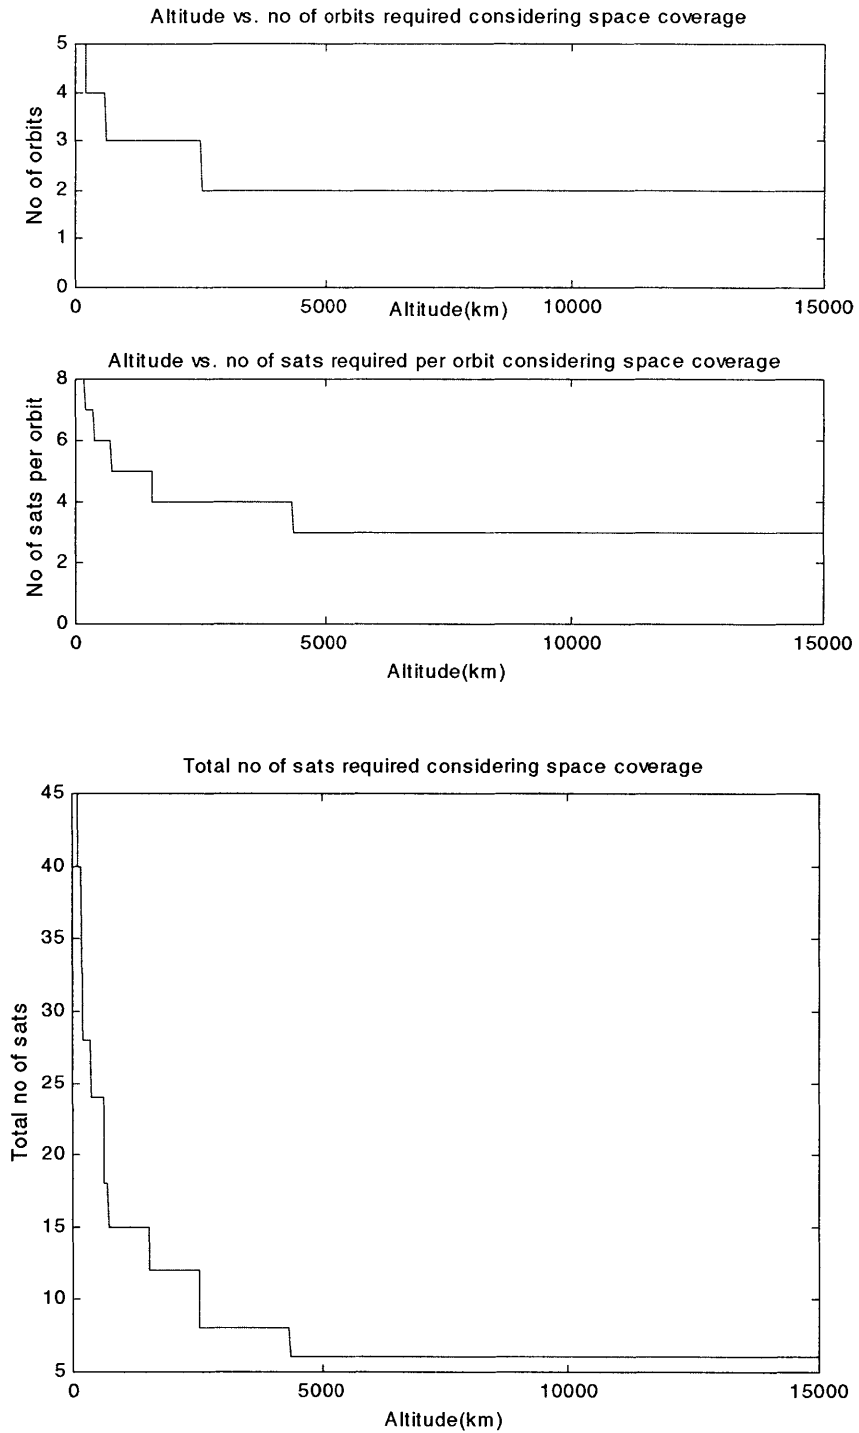 Altitude vs. no of orbits required considering space coverage
5
4
3
2
1
0
No of orbits
0 5000 10000 15000
Altitude(km)
Altitude vs. no of sats required per orbit considering space coverage
8
6
4
2
0
No of sats per orbit
0 5000 10000 15000
Altitude(km)
Total no of sats required considering space coverage
45
40
35
30
25
20
15
10
5
Total no of sats
0 5000 10000 15000
Altitude(km)